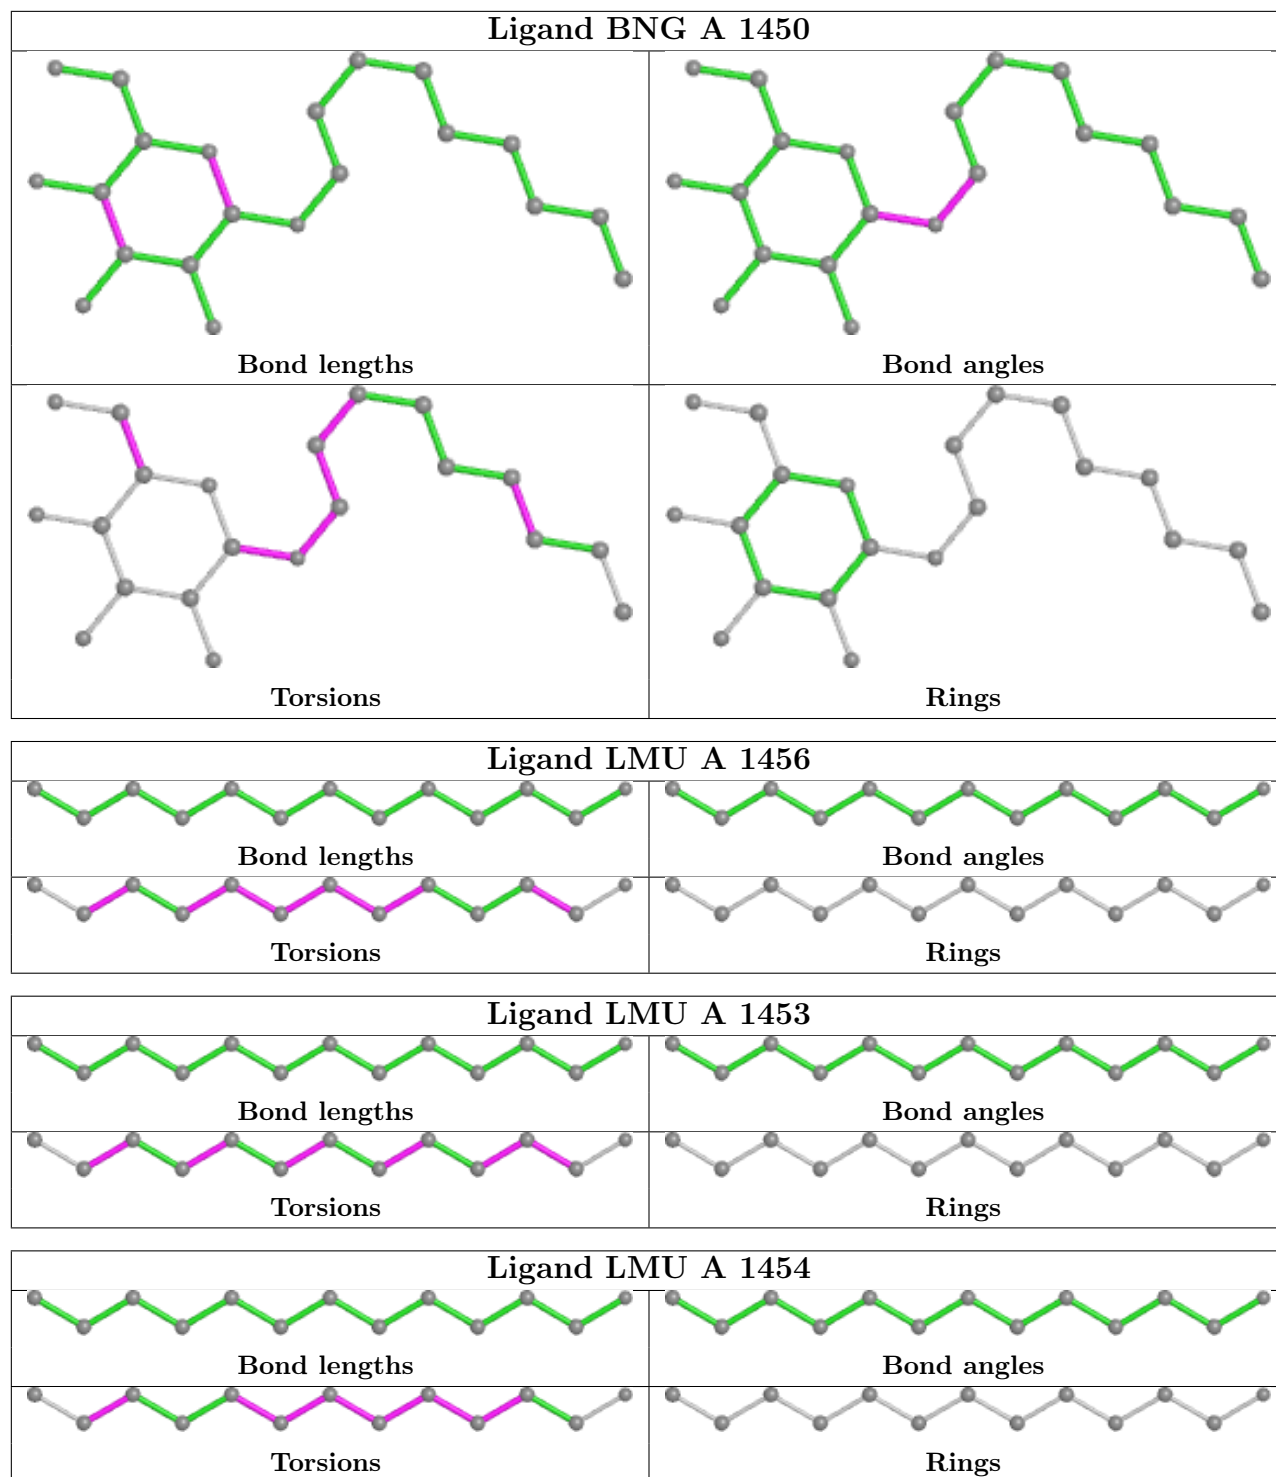 Ligand BNG A 1450
Bond lengths Bond angles
Torsions Rings
Ligand LMU A 1456
Bond lengths Bond angles
Torsions Rings
Ligand LMU A 1453
Bond lengths Bond angles
Torsions Rings
Ligand LMU A 1454
Bond lengths Bond angles
Torsions Rings